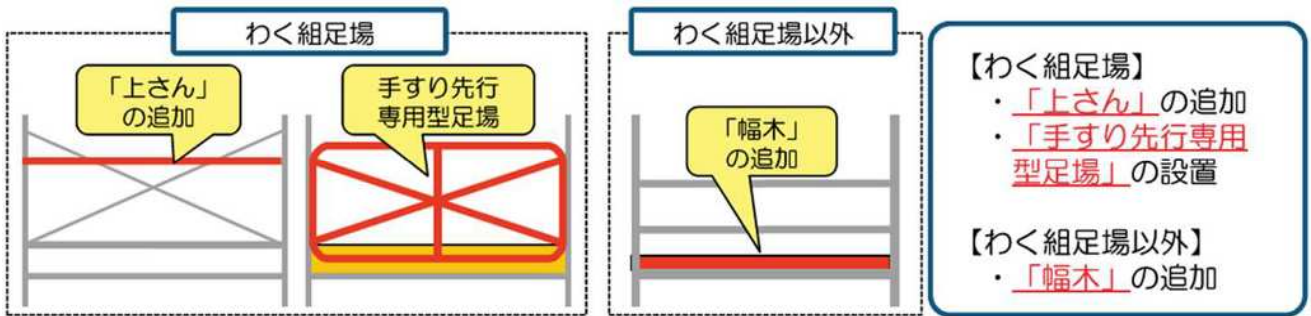 わく組足場
「上さん」
の追加
手すり先行
専用型足場
わく組足場以外
「幅木」
の追加
【わく組足場】
・「上さん」の追加
・「手すり先行専用
型足場」の設置
【わく組足場以外】
・「幅木」の追加